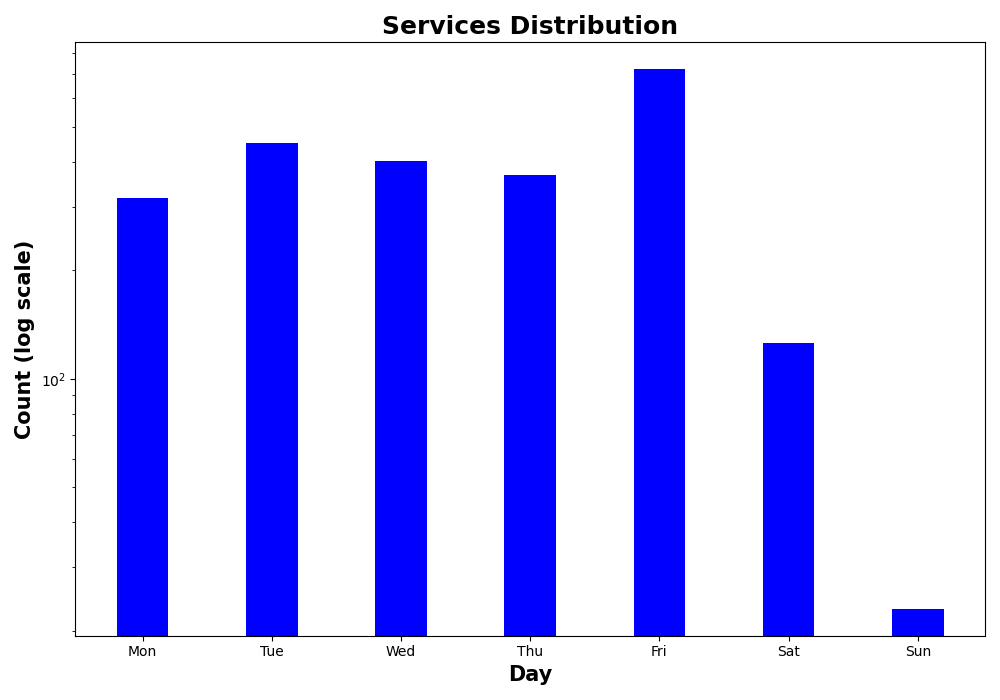 Services Distribution
Count (log scale)
10²
Mon Tue Wed Thu Fri Sat Sun
Day